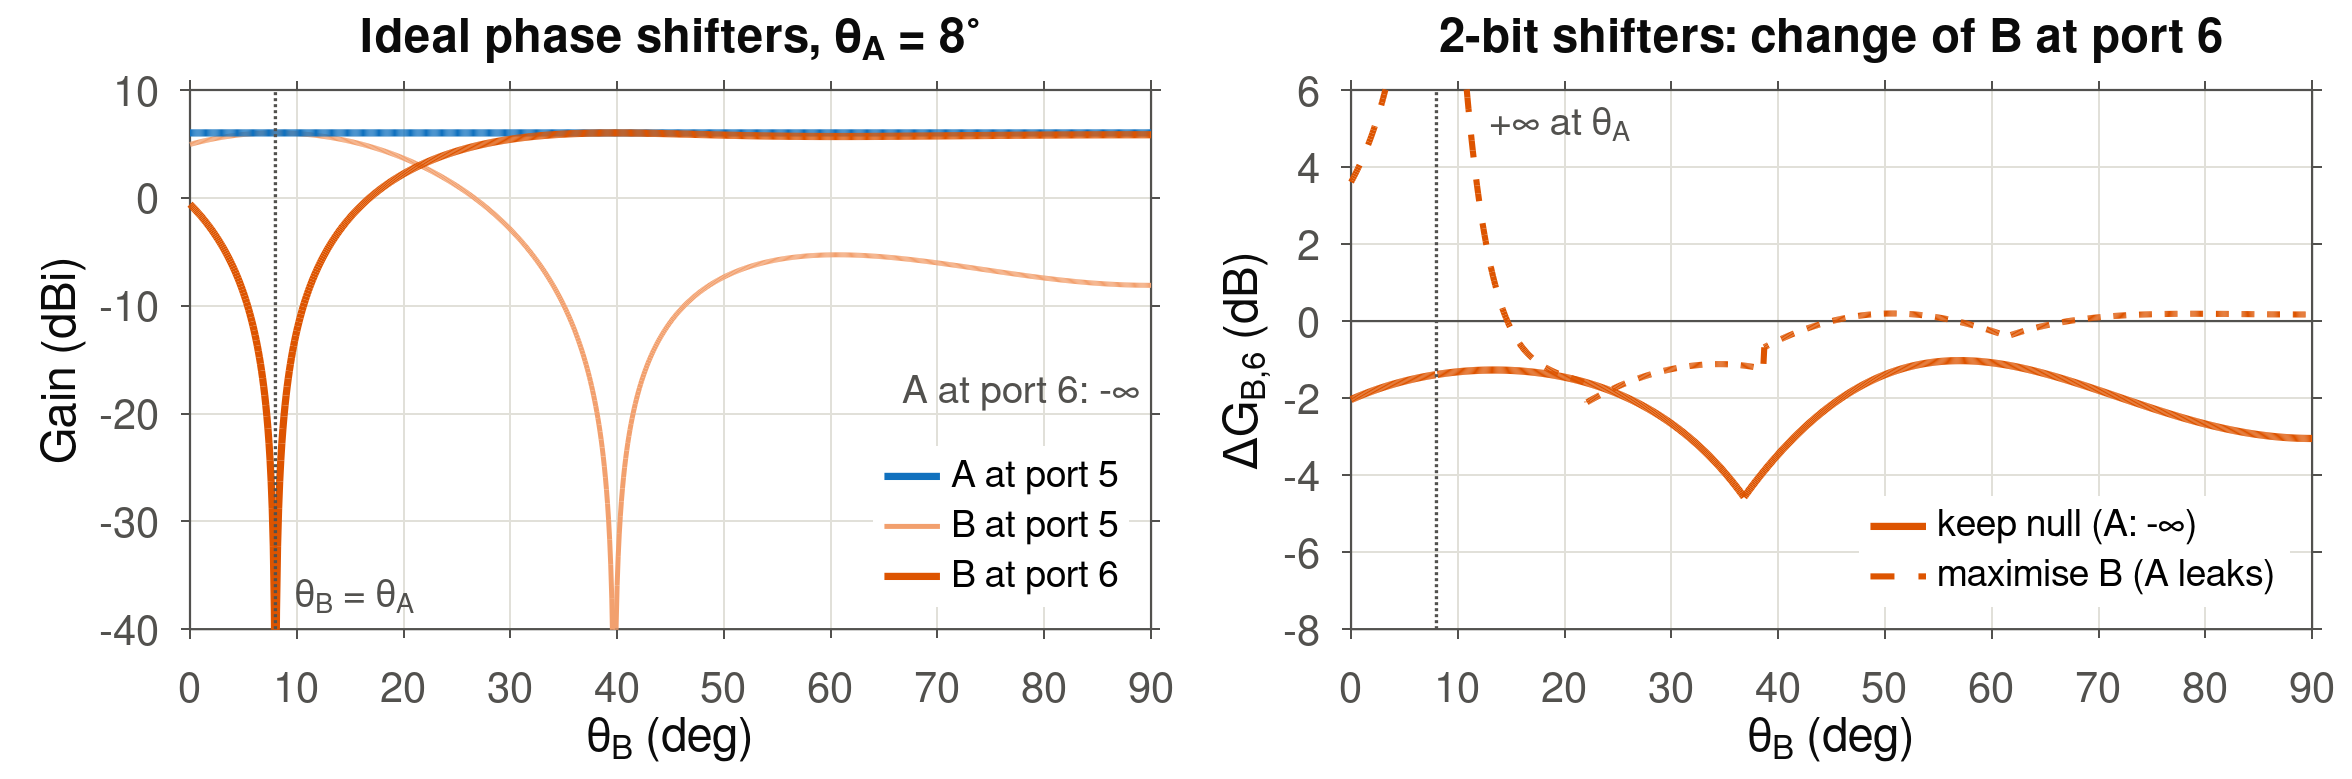 Ideal phase shifters, θA = 8°
10
0
-10
-20
-30
-40
Gain (dBi)
A at port 6: -∞
A at port 5
B at port 5
B at port 6
θB = θA
0 10 20 30 40 50 60 70 80 90
θB (deg)
2-bit shifters: change of B at port 6
6
4
2
0
-2
-4
-6
-8
ΔGB,6 (dB)
+∞ at θA
keep null (A: -∞)
maximise B (A leaks)
0 10 20 30 40 50 60 70 80 90
θB (deg)